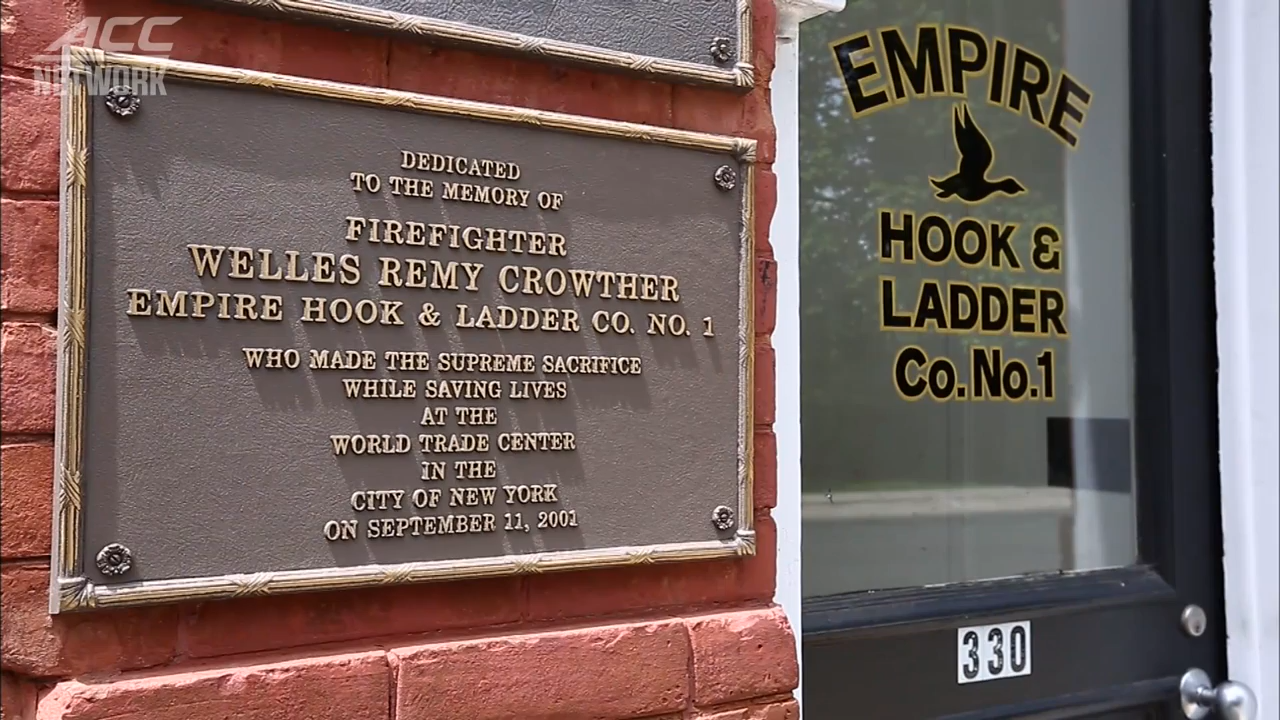 ACC
NETWORK
DEDICATED
TO THE MEMORY OF
FIREFIGHTER
WELLES REMY CROWTHER
EMPIRE HOOK & LADDER CO. NO. 1
WHO MADE THE SUPREME SACRIFICE
WHILE SAVING LIVES
AT THE
WORLD TRADE CENTER
IN THE
CITY OF NEW YORK
ON SEPTEMBER 11, 2001
EMPIRE
HOOK &
LADDER
Co. No. 1
330